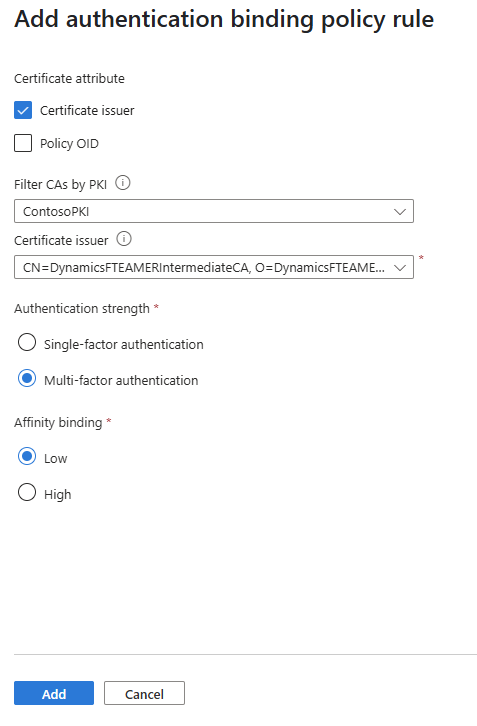 Add authentication binding policy rule
Certificate attribute
Certificate issuer
Policy OID
Filter CAs by PKI
ContosoPKI
Certificate issuer
CN=DynamicsFTEAMERIntermediateCA, O=DynamicsFTEAME... *
Authentication strength *
Single-factor authentication
Multi-factor authentication
Affinity binding *
Low
High
Add Cancel